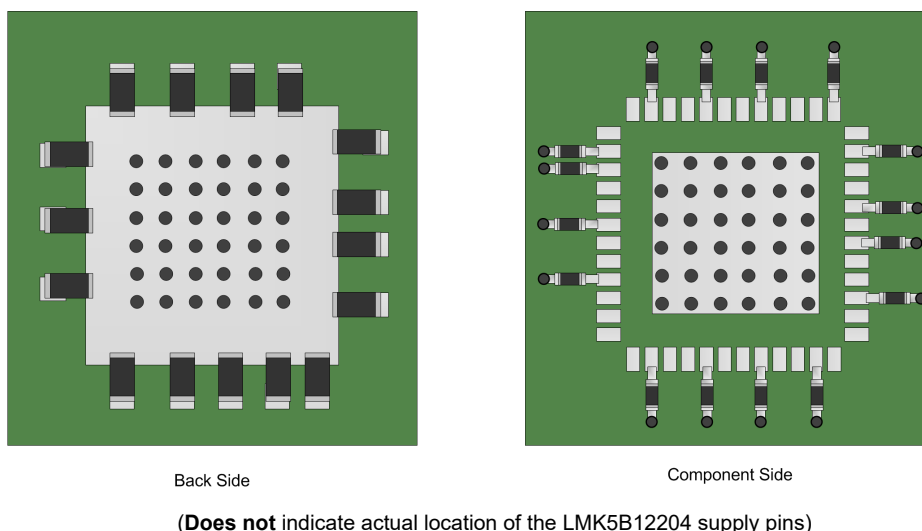 Back Side
Component Side
(Does not indicate actual location of the LMK5B12204 supply pins)